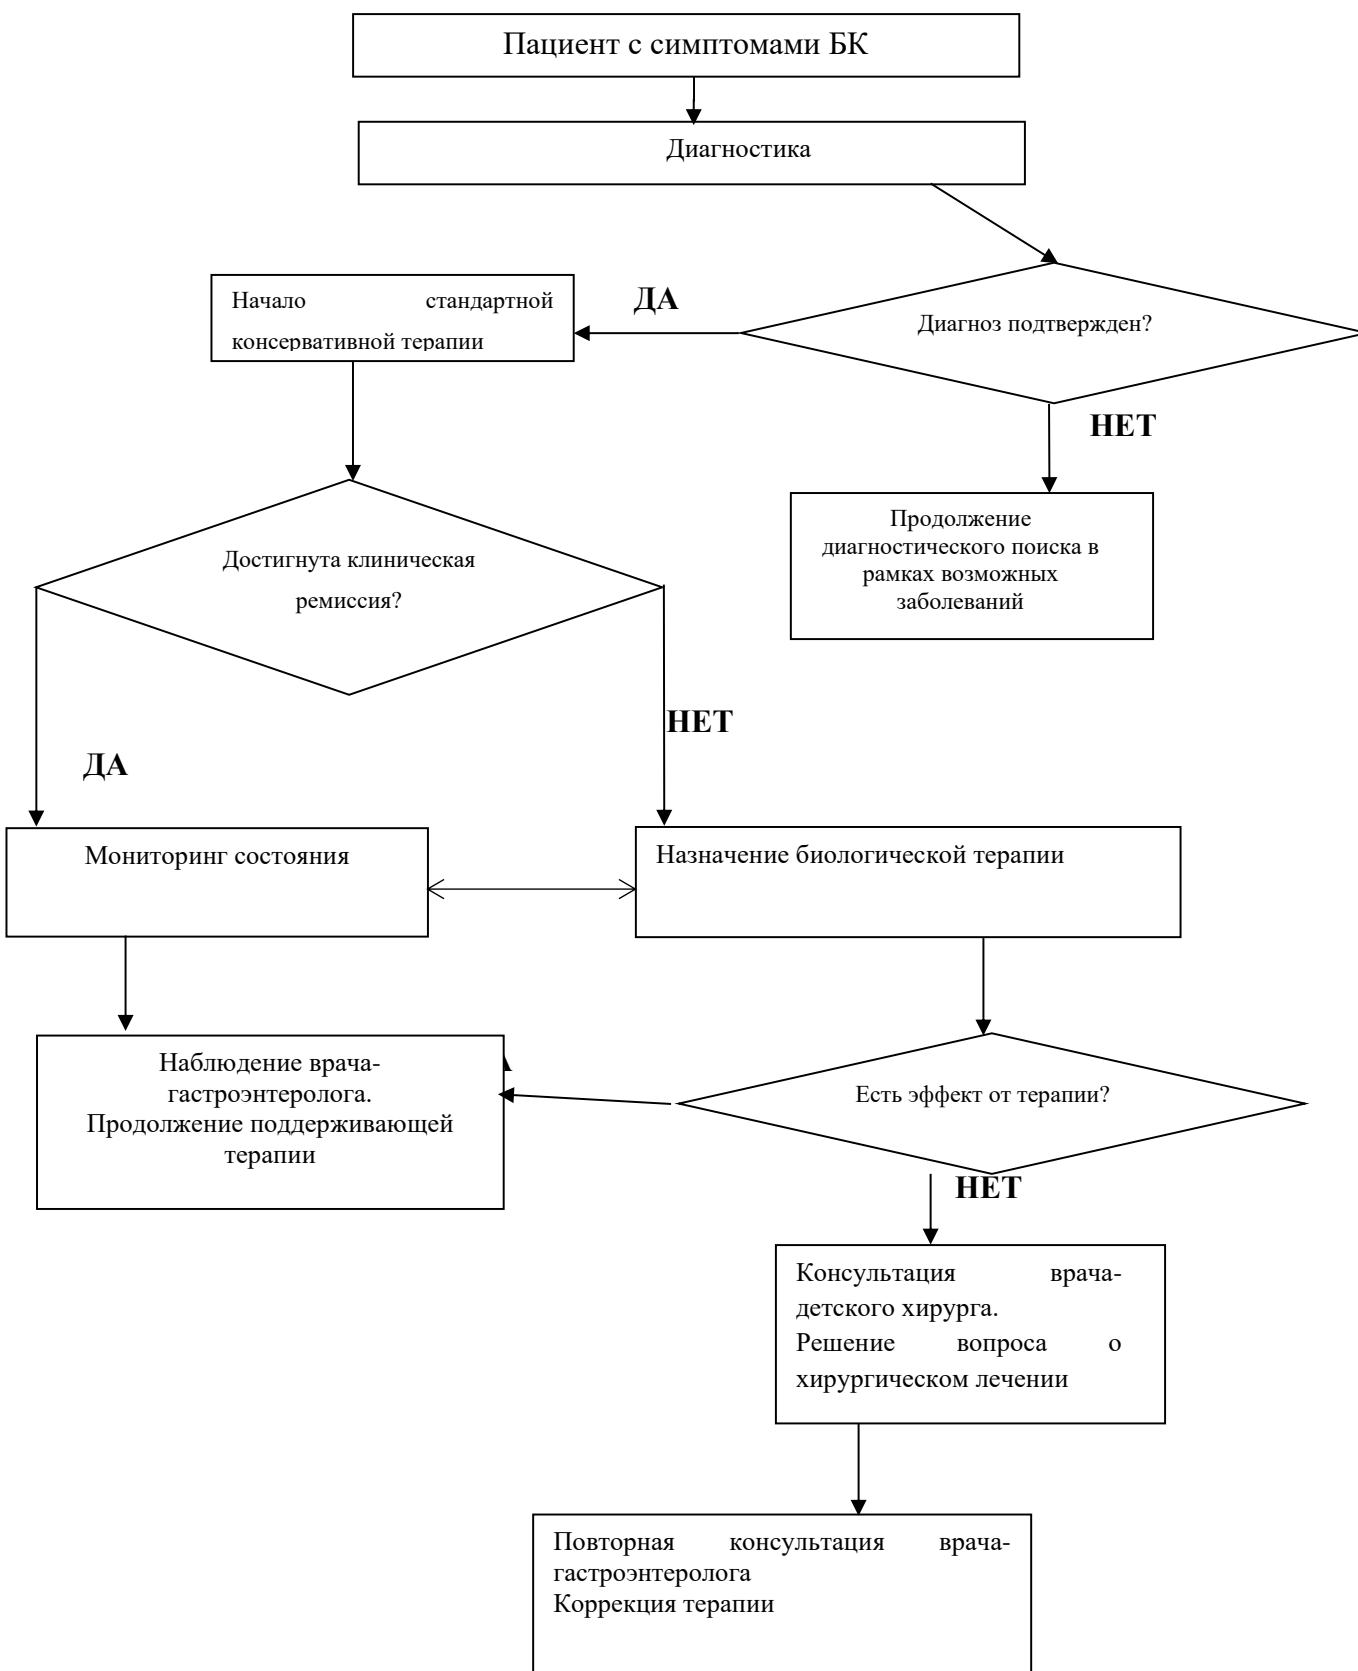 Пациент с симптомами БК
Диагностика
Диагноз подтвержден?
ДА
Начало стандартной
консервативной терапии
НЕТ
Продолжение
диагностического поиска в
рамках возможных
заболеваний
Достигнута клиническая
ремиссия?
НЕТ
ДА
Мониторинг состояния
Назначение биологической терапии
Наблюдение врача-
гастроэнтеролога.
Продолжение поддерживающей
терапии
Есть эффект от терапии?
НЕТ
Консультация врача-
детского хирурга.
Решение вопроса о
хирургическом лечении
Повторная консультация врача-
гастроэнтеролога
Коррекция терапии